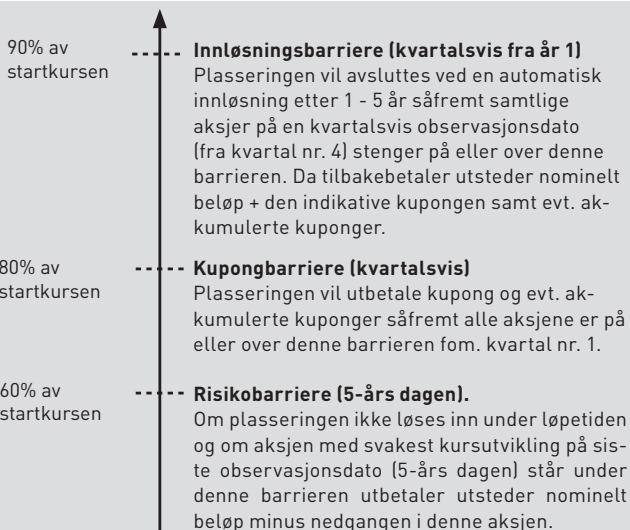 90% av
startkursen
Innløsningsbarriere (kvartalsvis fra år 1)
Plasseringen vil avsluttes ved en automatisk
innløsning etter 1 - 5 år såfremt samtlige
aksjer på en kvartalsvis observasjonsdato
(fra kvartal nr. 4) stenger på eller over denne
barrieren. Da tilbakebetaler utsteder nominelt
beløp + den indikative kupongen samt evt. ak-
kumulerte kuponger.
80% av
startkursen
Kupongbarriere (kvartalsvis)
Plasseringen vil utbetale kupong og evt. ak-
kumulerte kuponger såfremt alle aksjene er på
eller over denne barrieren fom. kvartal nr. 1.
60% av
startkursen
Risikobarriere (5-års dagen).
Om plasseringen ikke løses inn under løpetiden
og om aksjen med svakest kursutvikling på sis-
te observasjonsdato (5-års dagen) står under
denne barrieren utbetaler utsteder nominelt
beløp minus nedgangen i denne aksjen.